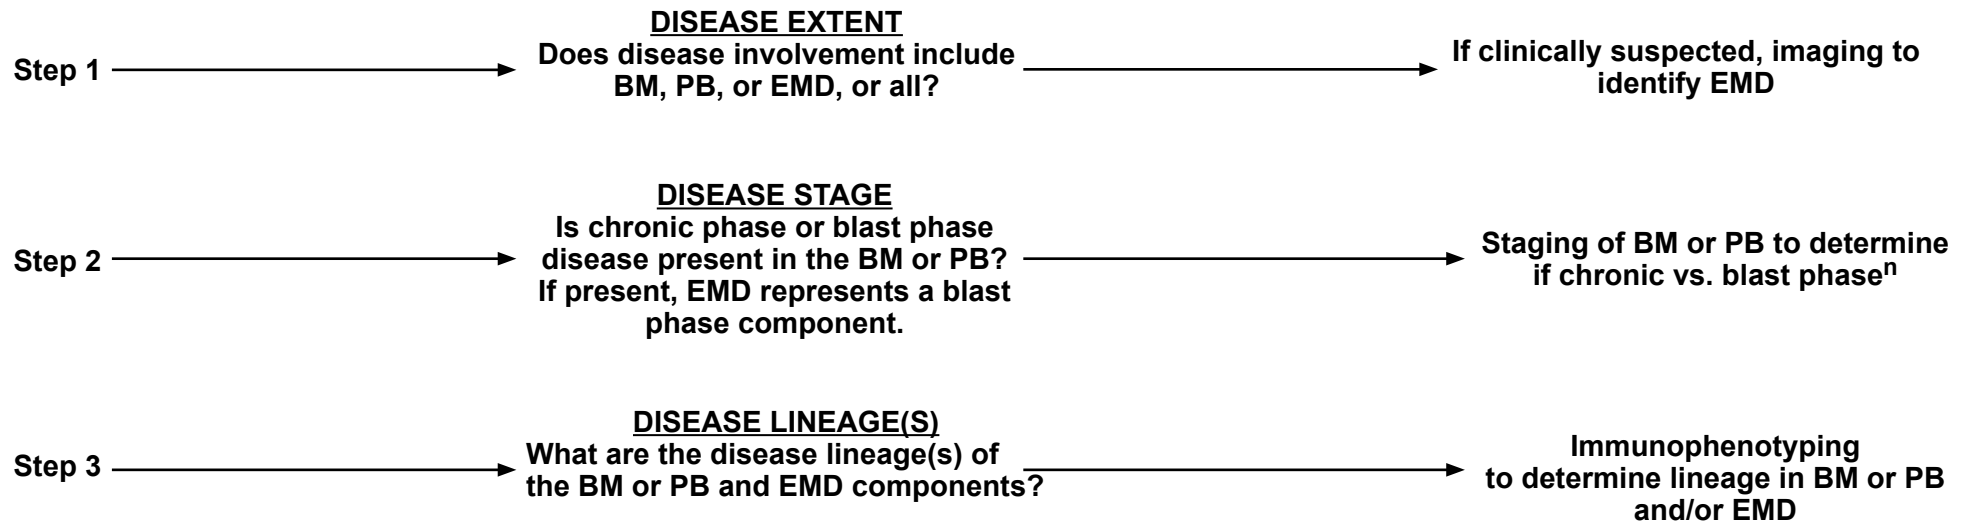 Step 1
DISEASE EXTENT
Does disease involvement include
BM, PB, or EMD, or all?
If clinically suspected, imaging to
identify EMD
Step 2
DISEASE STAGE
Is chronic phase or blast phase
disease present in the BM or PB?
If present, EMD represents a blast
phase component.
Staging of BM or PB to determine
if chronic vs. blast phaseⁿ
Step 3
DISEASE LINEAGE(S)
What are the disease lineage(s) of
the BM or PB and EMD components?
Immunophenotyping
to determine lineage in BM or PB
and/or EMD